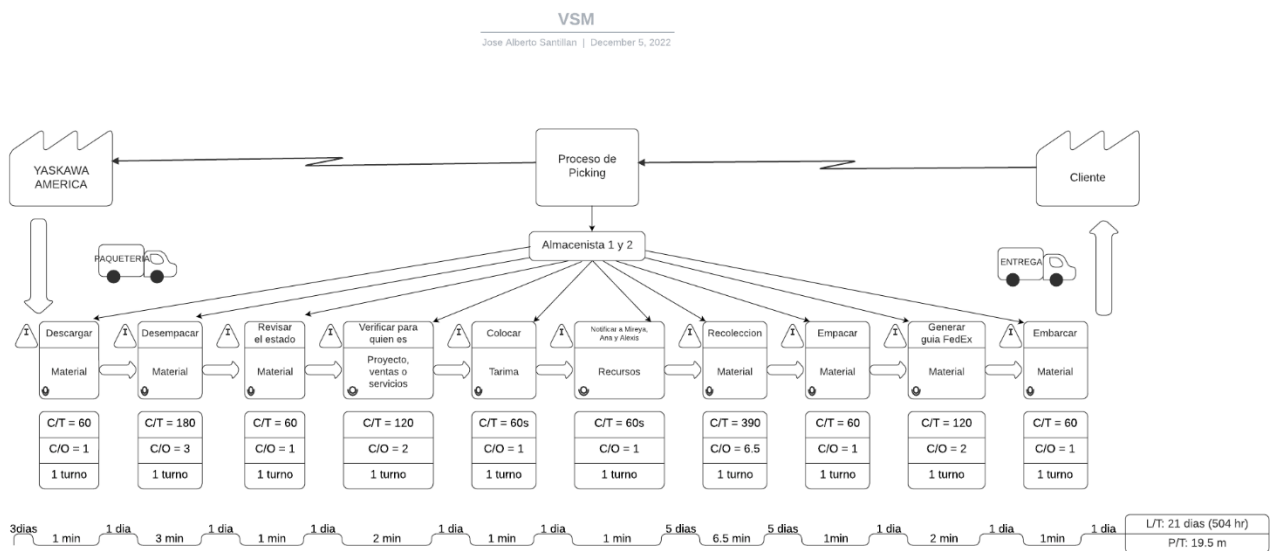 VSM
Jose Alberto Santillan | December 5, 2022
YASKAWA
AMERICA
Proceso de
Picking
Cliente
Almacenista 1 y 2
PAQUETERIA
ENTREGA
I
Descargar
Material
I
Desempacar
Material
I
Revisar
el estado
Material
I
Verificar para
quien es
Proyecto,
ventas o
servicios
I
Colocar
Tarima
I
Notificar a Mireya,
Ana y Alexis
Recursos
I
Recoleccion
Material
I
Empacar
Material
I
Generar
guia FedEx
Material
I
Embarcar
Material
C/T = 60
C/O = 1
1 turno
C/T = 180
C/O = 3
1 turno
C/T = 60
C/O = 1
1 turno
C/T = 120
C/O = 2
1 turno
C/T = 60s
C/O = 1
1 turno
C/T = 60s
C/O = 1
1 turno
C/T = 390
C/O = 6.5
1 turno
C/T = 60
C/O = 1
1 turno
C/T = 120
C/O = 2
1 turno
C/T = 60
C/O = 1
1 turno
3dias
1 min
1 dia
3 min
1 dia
1 min
1 dia
2 min
1 dia
1 min
1 dia
1 min
5 dias
6.5 min
5 dias
1min
1 dia
2 min
1 dia
1min
1 dia
L/T: 21 dias (504 hr)
P/T: 19.5 m